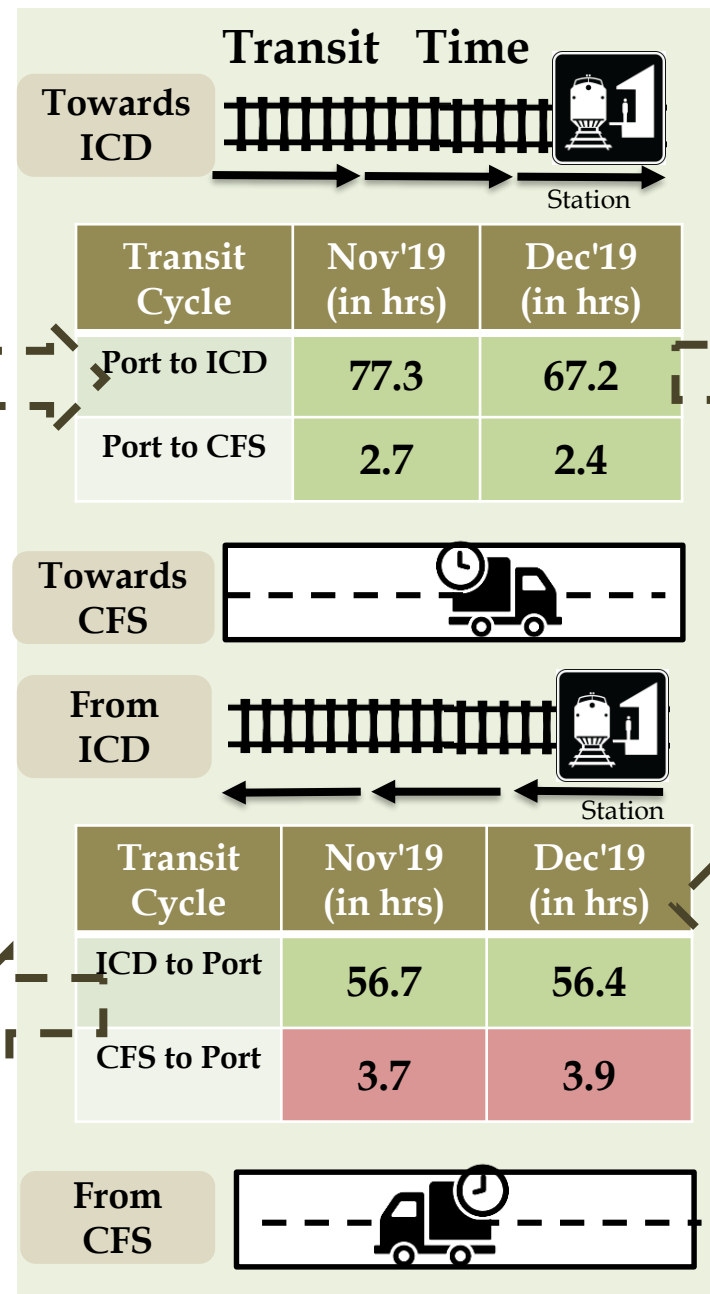 Transit Time
Towards
ICD
Station
Transit
Cycle
Nov'19
(in hrs)
Dec'19
(in hrs)
Port to ICD
77.3
67.2
Port to CFS
2.7
2.4
Towards
CFS
From
ICD
Station
Transit
Cycle
Nov'19
(in hrs)
Dec'19
(in hrs)
ICD to Port
56.7
56.4
CFS to Port
3.7
3.9
From
CFS